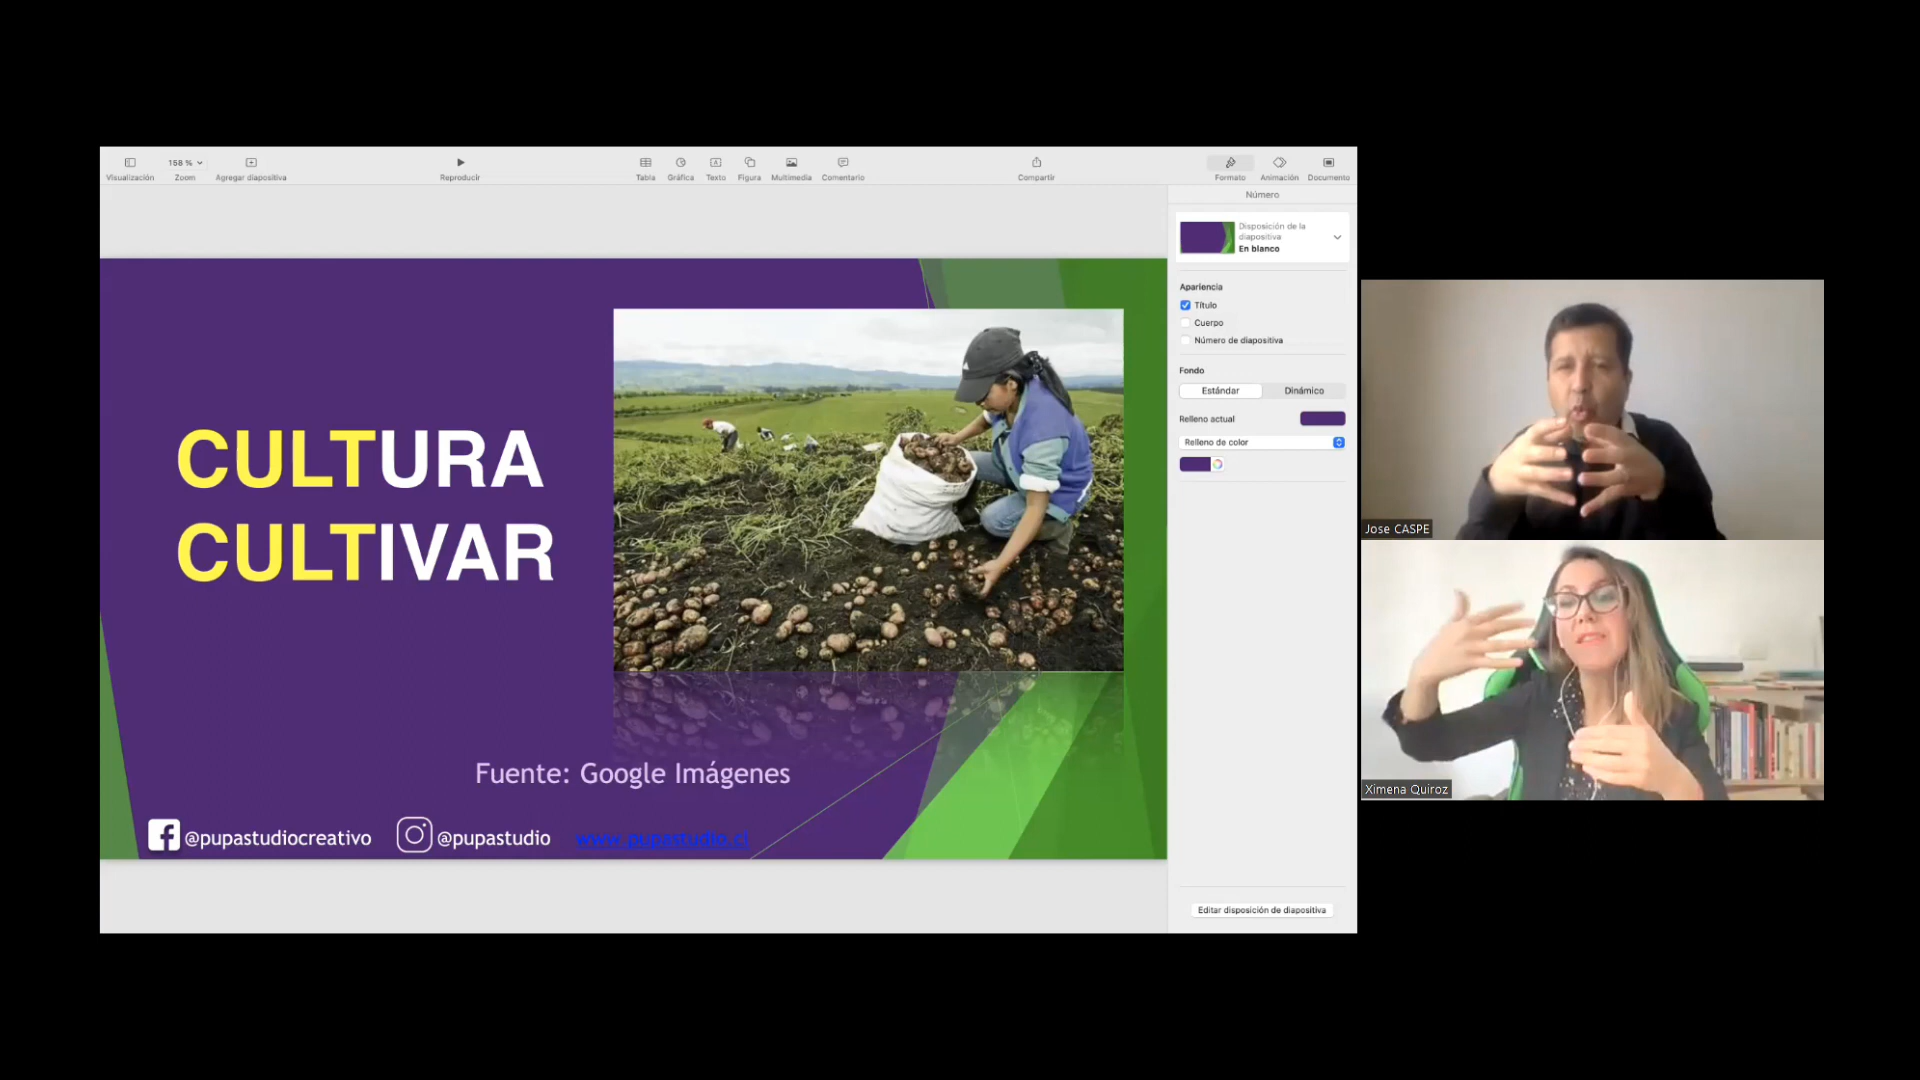 Visualización
158 %
Zoom
Agregar diapositiva
Reproducir
Tabla
Gráfica
Texto
Figura
Multimedia
Comentario
Compartir
Formato
Animación
Documento
Número
Disposición de la
diapositiva
En blanco
Apariencia
Título
Cuerpo
Número de diapositiva
Fondo
Estándar
Dinámico
Relleno actual
Relleno de color
Editar disposición de diapositiva
CULTURA
CULTIVAR
Fuente: Google Imágenes
@pupastudiocreativo
@pupastudio
www.pupastudio.cl
Jose CASPE
Ximena Quiroz